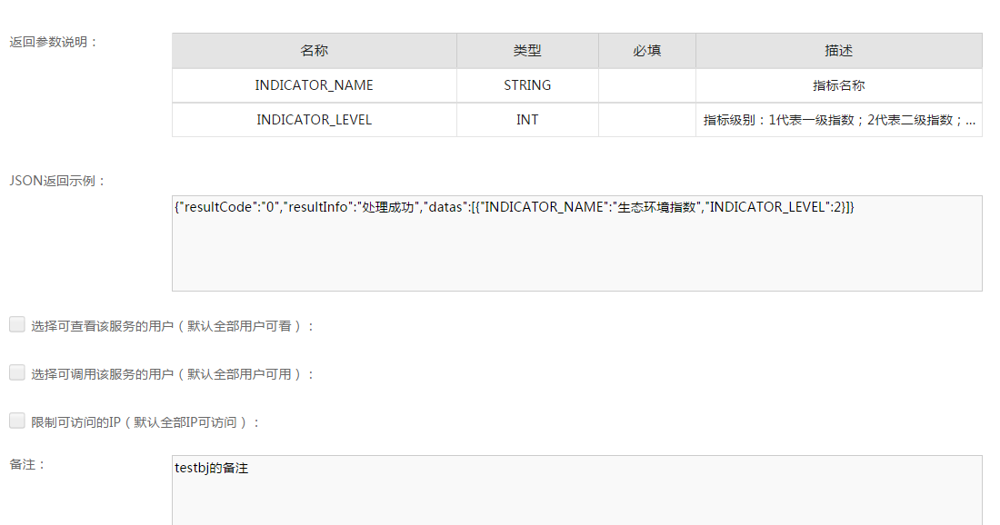 返回参数说明：
名称 类型 必填 描述
INDICATOR_NAME STRING 指标名称
INDICATOR_LEVEL INT 指标级别：1代表一级指数；2代表二级指数；...
JSON返回示例：
{"resultCode":"0","resultInfo":"处理成功","datas":[{"INDICATOR_NAME":"生态环境指数","INDICATOR_LEVEL":2}]}
选择可查看该服务的用户（默认全部用户可看）：
选择可调用该服务的用户（默认全部用户可用）：
限制可访问的IP（默认全部IP可访问）：
备注：
testbj的备注